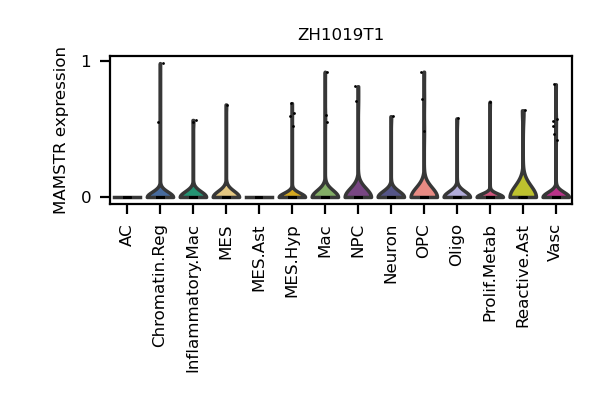 ZH1019T1
MAMSTR expression
1
0
AC
Chromatin.Reg
Inflammatory.Mac
MES
MES.Ast
MES.Hyp
Mac
NPC
Neuron
OPC
Oligo
Prolif.Metab
Reactive.Ast
Vasc